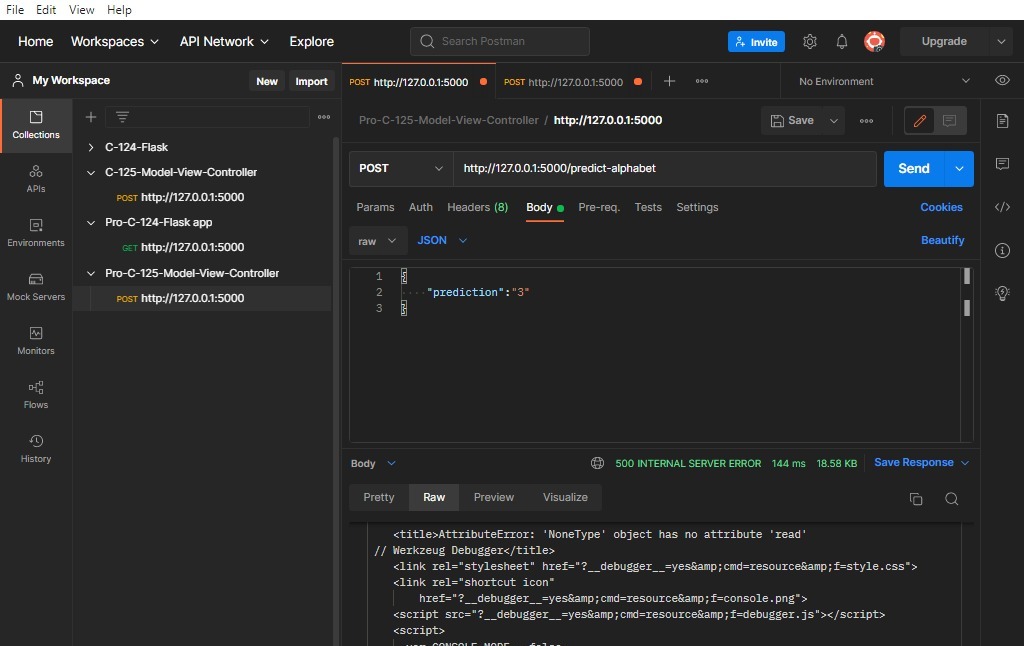 File Edit View Help
Home Workspaces API Network Explore Search Postman Invite Upgrade
My Workspace New Import POST http://127.0.0.1:5000 POST http://127.0.0.1:5000 + ooo No Environment
Collections
APIs
Environments
Mock Servers
Monitors
Flows
History
C-124-Flask
C-125-Model-View-Controller
POST http://127.0.0.1:5000
Pro-C-124-Flask app
GET http://127.0.0.1:5000
Pro-C-125-Model-View-Controller
POST http://127.0.0.1:5000
Pro-C-125-Model-View-Controller / http://127.0.0.1:5000 Save
POST http://127.0.0.1:5000/predict-alphabet Send
Params Auth Headers (8) Body Pre-req. Tests Settings Cookies
raw JSON Beautify
1 {
2 ····"prediction":"3"
3 }
Body 500 INTERNAL SERVER ERROR 144 ms 18.58 KB Save Response
Pretty Raw Preview Visualize
<title>AttributeError: 'NoneType' object has no attribute 'read'
// Werkzeug Debugger</title>
<link rel="stylesheet" href="?__debugger__=yes&amp;cmd=resource&amp;f=style.css">
<link rel="shortcut icon"
href="?__debugger__=yes&amp;cmd=resource&amp;f=console.png">
<script src="?__debugger__=yes&amp;cmd=resource&amp;f=debugger.js"></script>
<script>
var CONSOLE_MODE = false,